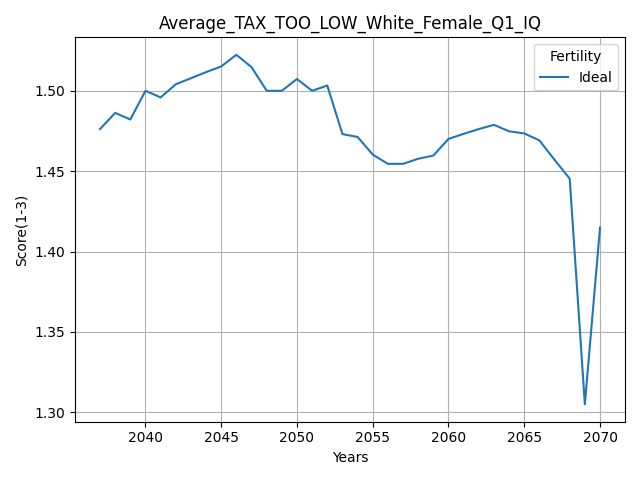 Average_TAX_TOO_LOW_White_Female_Q1_IQ
Fertility
Ideal
Score(1-3)
1.50
1.45
1.40
1.35
1.30
2040 2045 2050 2055 2060 2065 2070
Years